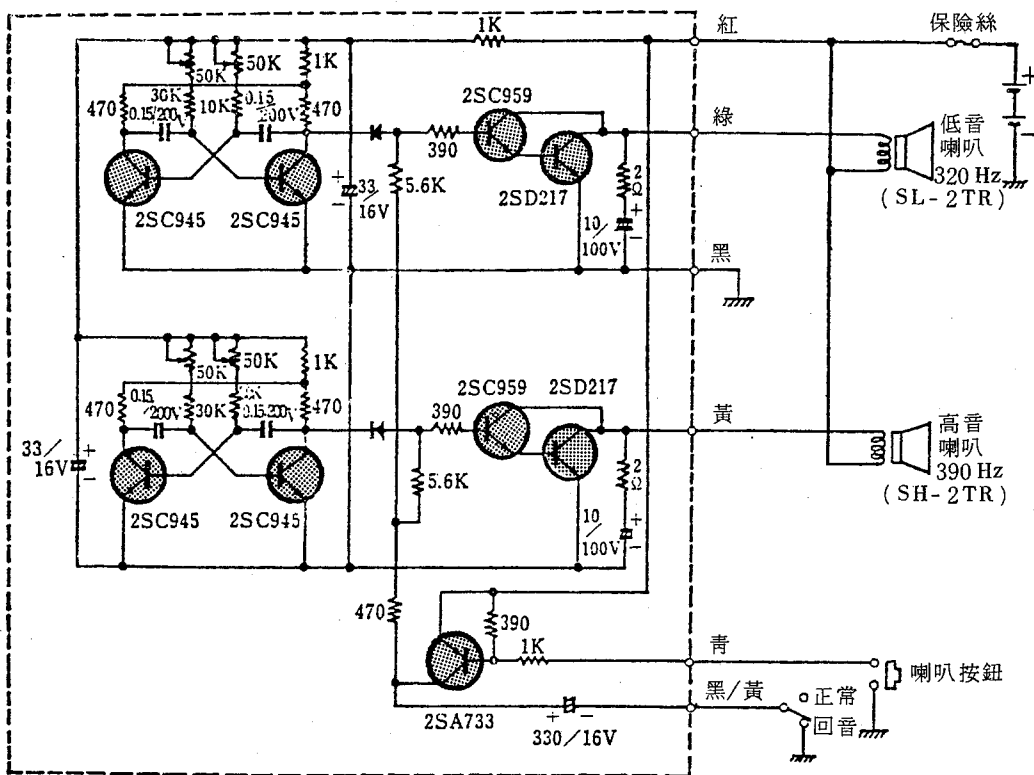 1K
紅
保險絲
50K
50K
1K
470
30K
0.15/200V
10K
0.15
200V
470
2SC959
390
綠
+
−
低音
喇叭
320 Hz
(SL-2TR)
2SC945
2SC945
+
−
33/
16V
5.6K
2SD217
2
Ω
+
−
10/
100V
黑
50K
50K
1K
470
0.15
/200V
30K
0.15/200V
470
2SC959
2SD217
390
黃
高音
喇叭
390 Hz
(SH-2TR)
33/
16V
+
−
2SC945
2SC945
5.6K
2
Ω
10/
100V
+
−
470
390
1K
青
喇叭按鈕
黑/黃
正常
回音
2SA733
+
−
330/16V